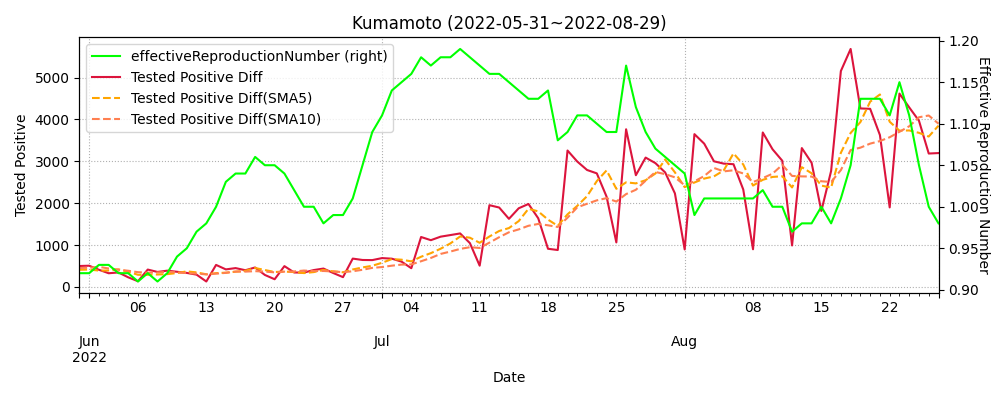 Kumamoto (2022-05-31~2022-08-29)
effectiveReproductionNumber (right)
Tested Positive Diff
Tested Positive Diff(SMA5)
Tested Positive Diff(SMA10)
Tested Positive
5000
4000
3000
2000
1000
0
1.20
1.15
1.10
1.05
1.00
0.95
0.90
Effective Reproduction Number
06 13 20 27 04 11 18 25 08 15 22
Jun Jul Aug
2022
Date